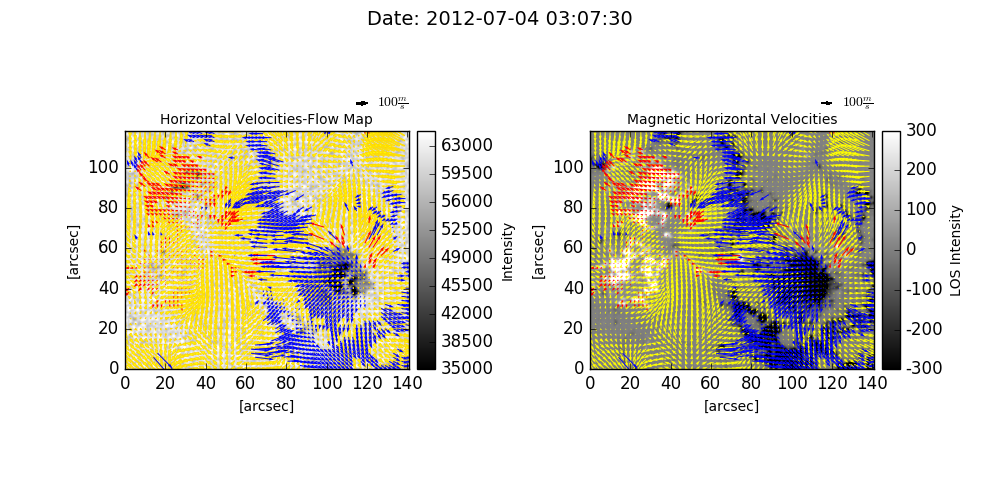 Date: 2012-07-04 03:07:30
100 m/s
100 m/s
Horizontal Velocities-Flow Map
Magnetic Horizontal Velocities
100
80
60
40
20
0
[arcsec]
0 20 40 60 80 100 120 140
[arcsec]
63000
59500
56000
52500
49000
45500
42000
38500
35000
Intensity
100
80
60
40
20
0
[arcsec]
0 20 40 60 80 100 120 140
[arcsec]
300
200
100
0
-100
-200
-300
LOS Intensity